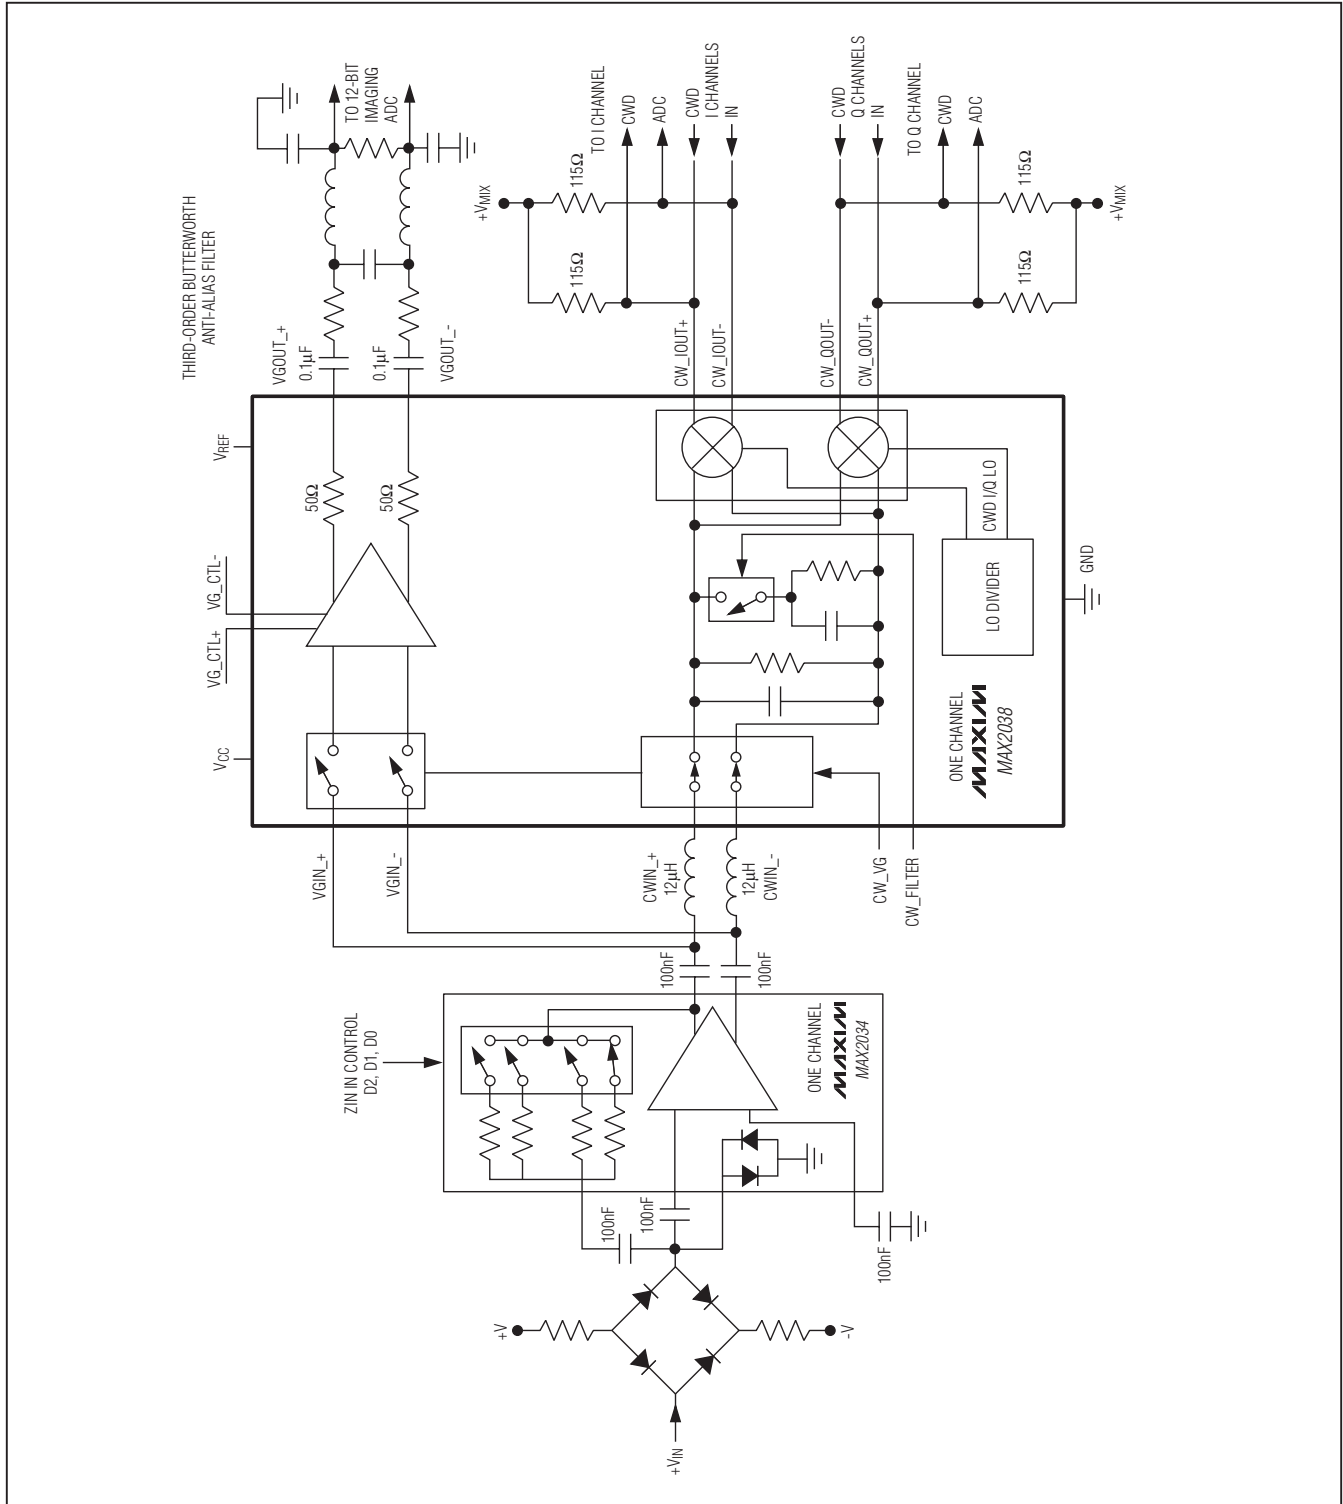 +VIN
+V
-V
100nF
100nF
100nF
ZIN IN CONTROL
D2, D1, D0
ONE CHANNEL
MAXIM
MAX2034
100nF
100nF
VGIN_+
VGIN_-
CWIN_+
12µH
12µH
CWIN_-
CW_VG
CW_FILTER
VCC
VG_CTL+
VG_CTL-
VREF
50Ω
50Ω
ONE CHANNEL
MAXIM
MAX2038
LO DIVIDER
CWD I/Q LO
GND
THIRD-ORDER BUTTERWORTH
ANTI-ALIAS FILTER
VGOUT_+
0.1µF
0.1µF
VGOUT_-
TO 12-BIT
IMAGING
ADC
CW_IOUT+
CW_IOUT-
CW_QOUT-
CW_QOUT+
+VMIX
115Ω
115Ω
TO I CHANNEL
CWD
ADC
CWD
I CHANNELS
IN
CWD
Q CHANNELS
IN
TO Q CHANNEL
CWD
ADC
115Ω
115Ω
+VMIX